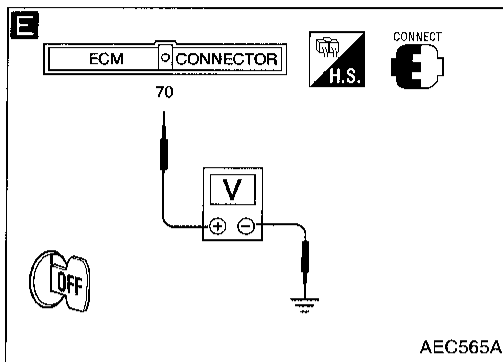 E
CONNECT
ECM CONNECTOR
H.S.
70
V
+ −
OFF
AEC565A